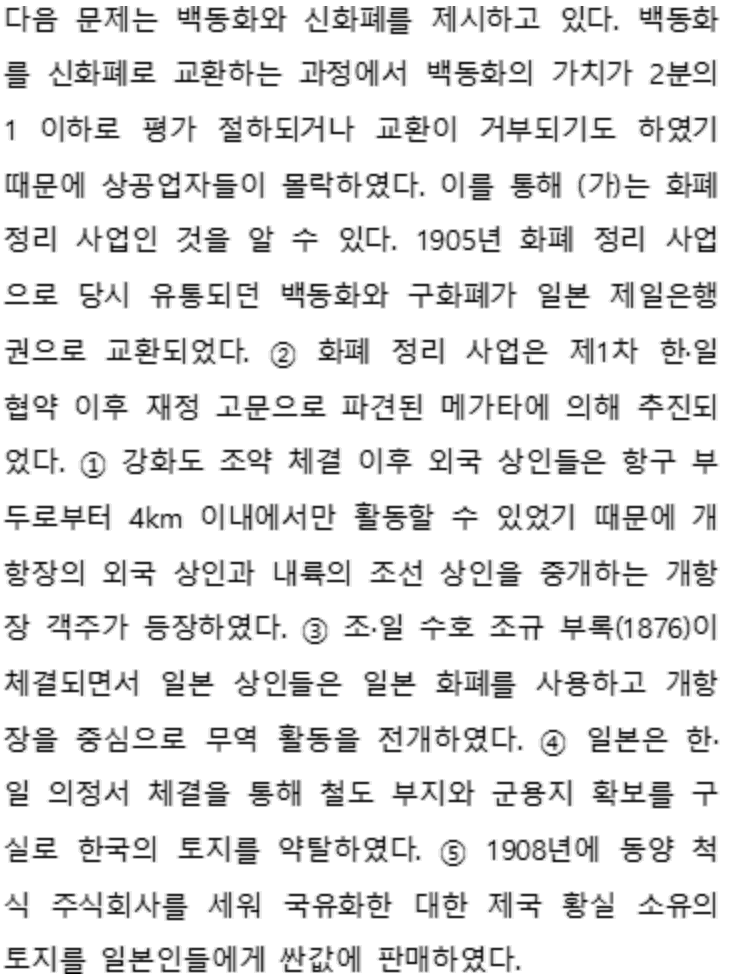 다음 문제는 백동화와 신화폐를 제시하고 있다. 백동화
를 신화폐로 교환하는 과정에서 백동화의 가치가 2분의
1 이하로 평가 절하되거나 교환이 거부되기도 하였기
때문에 상공업자들이 몰락하였다. 이를 통해 (가)는 화폐
정리 사업인 것을 알 수 있다. 1905년 화폐 정리 사업
으로 당시 유통되던 백동화와 구화폐가 일본 제일은행
권으로 교환되었다. ② 화폐 정리 사업은 제1차 한·일
협약 이후 재정 고문으로 파견된 메가타에 의해 추진되
었다. ① 강화도 조약 체결 이후 외국 상인들은 항구 부
두로부터 4km 이내에서만 활동할 수 있었기 때문에 개
항장의 외국 상인과 내륙의 조선 상인을 중개하는 개항
장 객주가 등장하였다. ③ 조·일 수호 조규 부록(1876)이
체결되면서 일본 상인들은 일본 화폐를 사용하고 개항
장을 중심으로 무역 활동을 전개하였다. ④ 일본은 한·
일 의정서 체결을 통해 철도 부지와 군용지 확보를 구
실로 한국의 토지를 약탈하였다. ⑤ 1908년에 동양 척
식 주식회사를 세워 국유화한 대한 제국 황실 소유의
토지를 일본인들에게 싼값에 판매하였다.